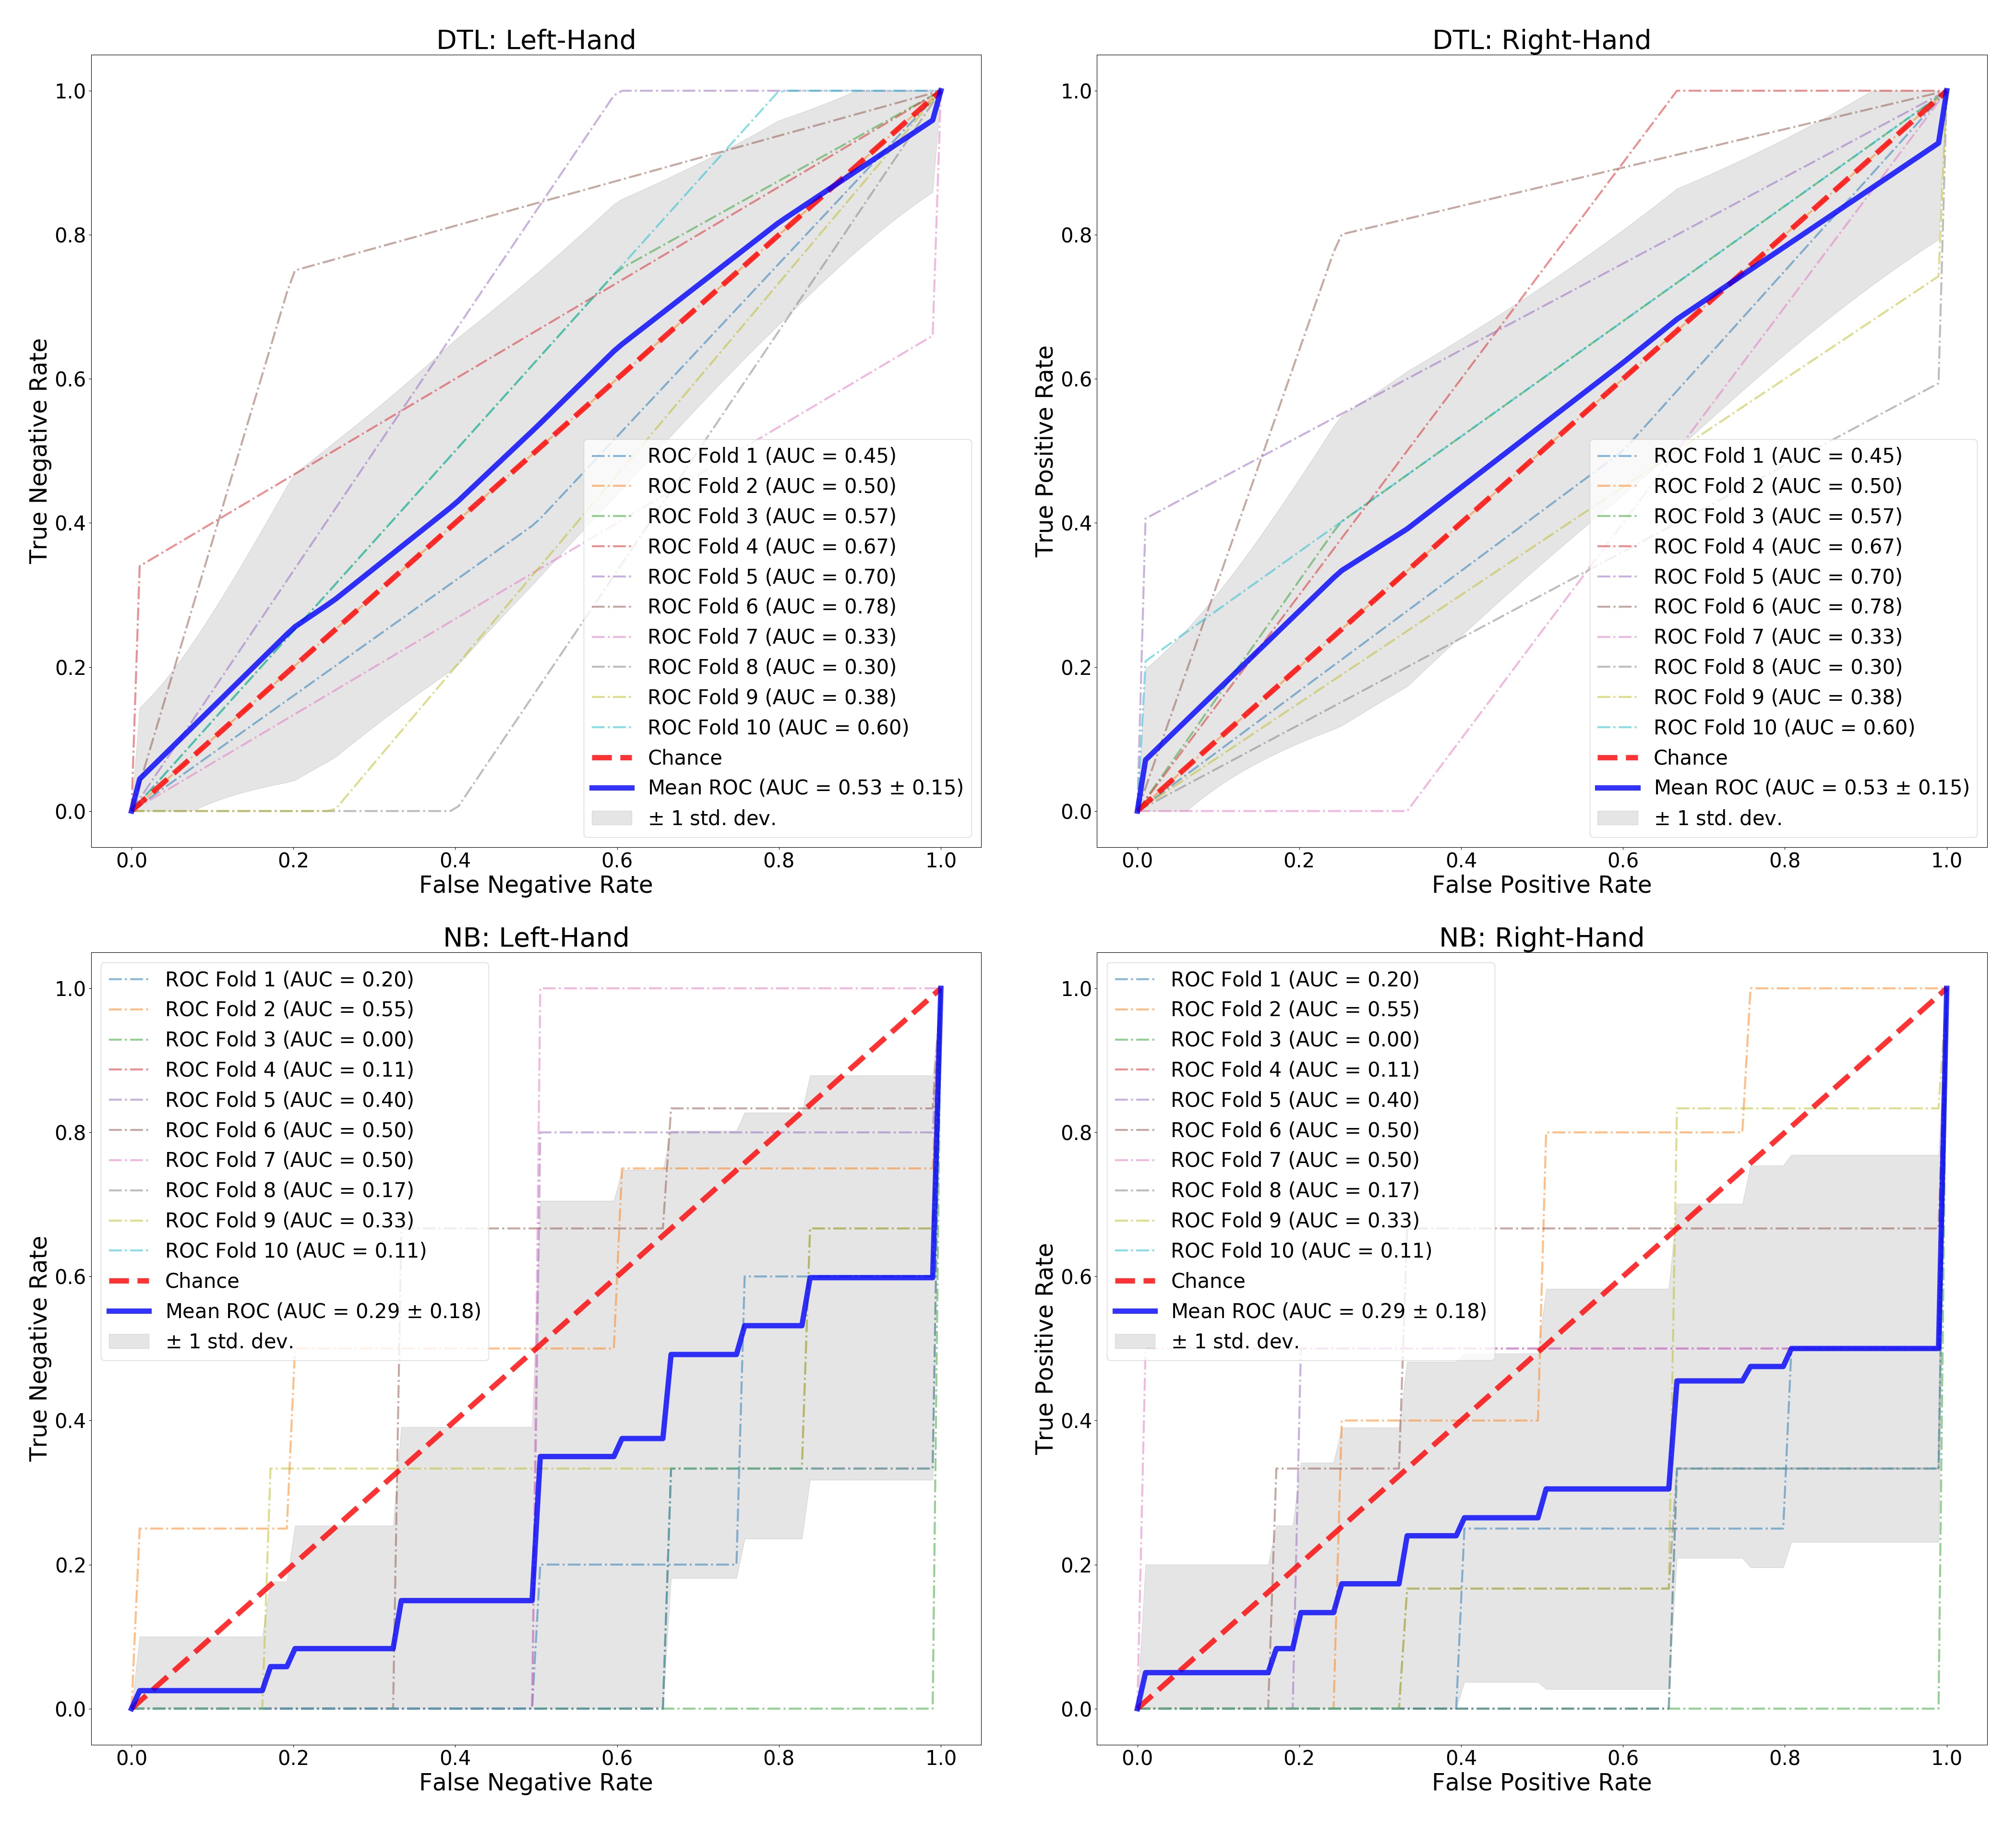 DTL: Left-Hand
True Negative Rate
1.0
0.8
0.6
0.4
0.2
0.0
ROC Fold 1 (AUC = 0.45)
ROC Fold 2 (AUC = 0.50)
ROC Fold 3 (AUC = 0.57)
ROC Fold 4 (AUC = 0.67)
ROC Fold 5 (AUC = 0.70)
ROC Fold 6 (AUC = 0.78)
ROC Fold 7 (AUC = 0.33)
ROC Fold 8 (AUC = 0.30)
ROC Fold 9 (AUC = 0.38)
ROC Fold 10 (AUC = 0.60)
Chance
Mean ROC (AUC = 0.53 ± 0.15)
± 1 std. dev.
0.0 0.2 0.4 0.6 0.8 1.0
False Negative Rate
DTL: Right-Hand
True Positive Rate
1.0
0.8
0.6
0.4
0.2
0.0
ROC Fold 1 (AUC = 0.45)
ROC Fold 2 (AUC = 0.50)
ROC Fold 3 (AUC = 0.57)
ROC Fold 4 (AUC = 0.67)
ROC Fold 5 (AUC = 0.70)
ROC Fold 6 (AUC = 0.78)
ROC Fold 7 (AUC = 0.33)
ROC Fold 8 (AUC = 0.30)
ROC Fold 9 (AUC = 0.38)
ROC Fold 10 (AUC = 0.60)
Chance
Mean ROC (AUC = 0.53 ± 0.15)
± 1 std. dev.
0.0 0.2 0.4 0.6 0.8 1.0
False Positive Rate
NB: Left-Hand
True Negative Rate
1.0
0.8
0.6
0.4
0.2
0.0
ROC Fold 1 (AUC = 0.20)
ROC Fold 2 (AUC = 0.55)
ROC Fold 3 (AUC = 0.00)
ROC Fold 4 (AUC = 0.11)
ROC Fold 5 (AUC = 0.40)
ROC Fold 6 (AUC = 0.50)
ROC Fold 7 (AUC = 0.50)
ROC Fold 8 (AUC = 0.17)
ROC Fold 9 (AUC = 0.33)
ROC Fold 10 (AUC = 0.11)
Chance
Mean ROC (AUC = 0.29 ± 0.18)
± 1 std. dev.
0.0 0.2 0.4 0.6 0.8 1.0
False Negative Rate
NB: Right-Hand
True Positive Rate
1.0
0.8
0.6
0.4
0.2
0.0
ROC Fold 1 (AUC = 0.20)
ROC Fold 2 (AUC = 0.55)
ROC Fold 3 (AUC = 0.00)
ROC Fold 4 (AUC = 0.11)
ROC Fold 5 (AUC = 0.40)
ROC Fold 6 (AUC = 0.50)
ROC Fold 7 (AUC = 0.50)
ROC Fold 8 (AUC = 0.17)
ROC Fold 9 (AUC = 0.33)
ROC Fold 10 (AUC = 0.11)
Chance
Mean ROC (AUC = 0.29 ± 0.18)
± 1 std. dev.
0.0 0.2 0.4 0.6 0.8 1.0
False Positive Rate